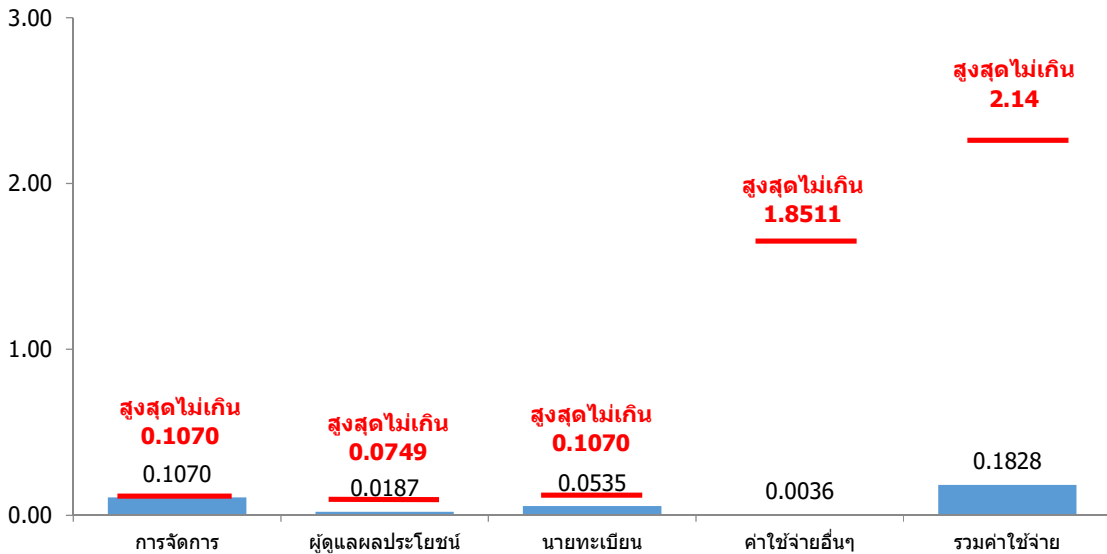 3.00
สูงสุดไม่เกิน
2.14
2.00
สูงสุดไม่เกิน
1.8511
1.00
สูงสุดไม่เกิน
0.1070
สูงสุดไม่เกิน
0.0749
สูงสุดไม่เกิน
0.1070
0.1070
0.0187
0.0535
0.0036
0.1828
0.00
การจัดการ
ผู้ดูแลผลประโยชน์
นายทะเบียน
ค่าใช้จ่ายอื่นๆ
รวมค่าใช้จ่าย